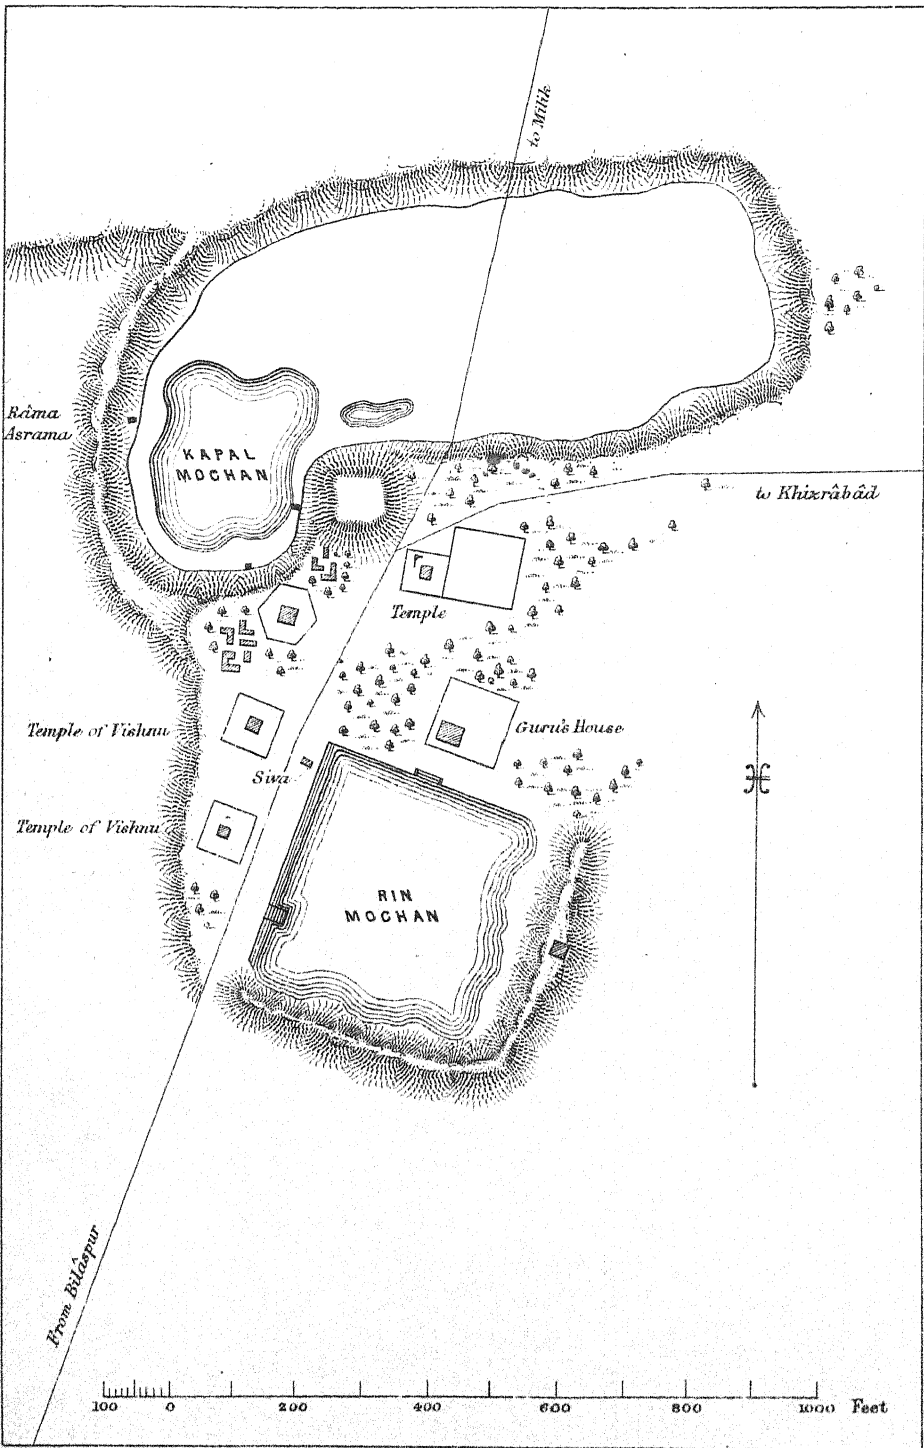 to Milik
Râma
Asrama
KAPAL
MOCHAN
to Khizrâbâd
Temple
Temple of Vishnu
Guru's House
Siva
Temple of Vishnu
RIN
MOCHAN
From Bilâspur
100 0 200 400 600 800 1000 Feet